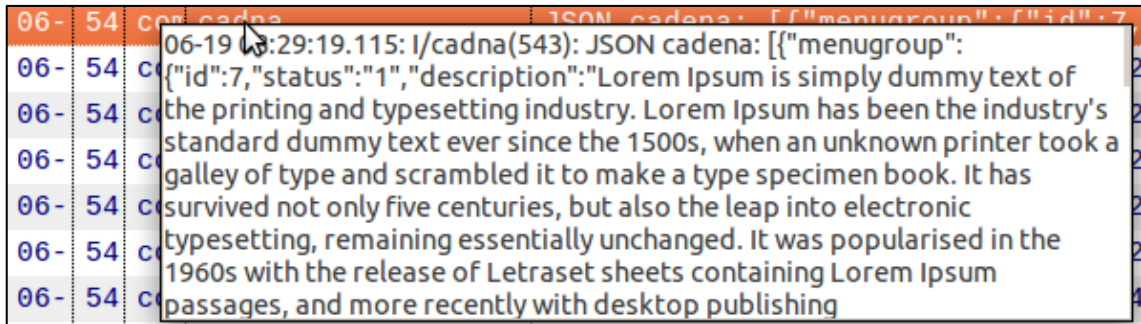 06- 54 com cadna JSON cadena: [{"menugroup":{"id":7,
06-19 03:29:19.115: I/cadna(543): JSON cadena: [{"menugroup":
{"id":7,"status":"1","description":"Lorem Ipsum is simply dummy text of
the printing and typesetting industry. Lorem Ipsum has been the industry's
standard dummy text ever since the 1500s, when an unknown printer took a
galley of type and scrambled it to make a type specimen book. It has
survived not only five centuries, but also the leap into electronic
typesetting, remaining essentially unchanged. It was popularised in the
1960s with the release of Letraset sheets containing Lorem Ipsum
passages, and more recently with desktop publishing
06- 54
06- 54
06- 54
06- 54
06- 54
06- 54